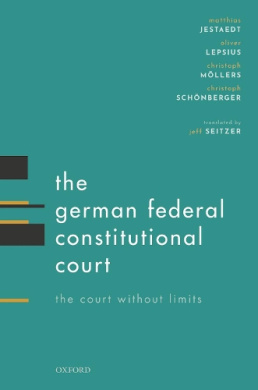 matthias
JESTAEDT
oliver
LEPSIUS
christoph
MÖLLERS
christoph
SCHÖNBERGER
translated by
jeff SEITZER
the
german federal
constitutional
court
the court without limits
OXFORD